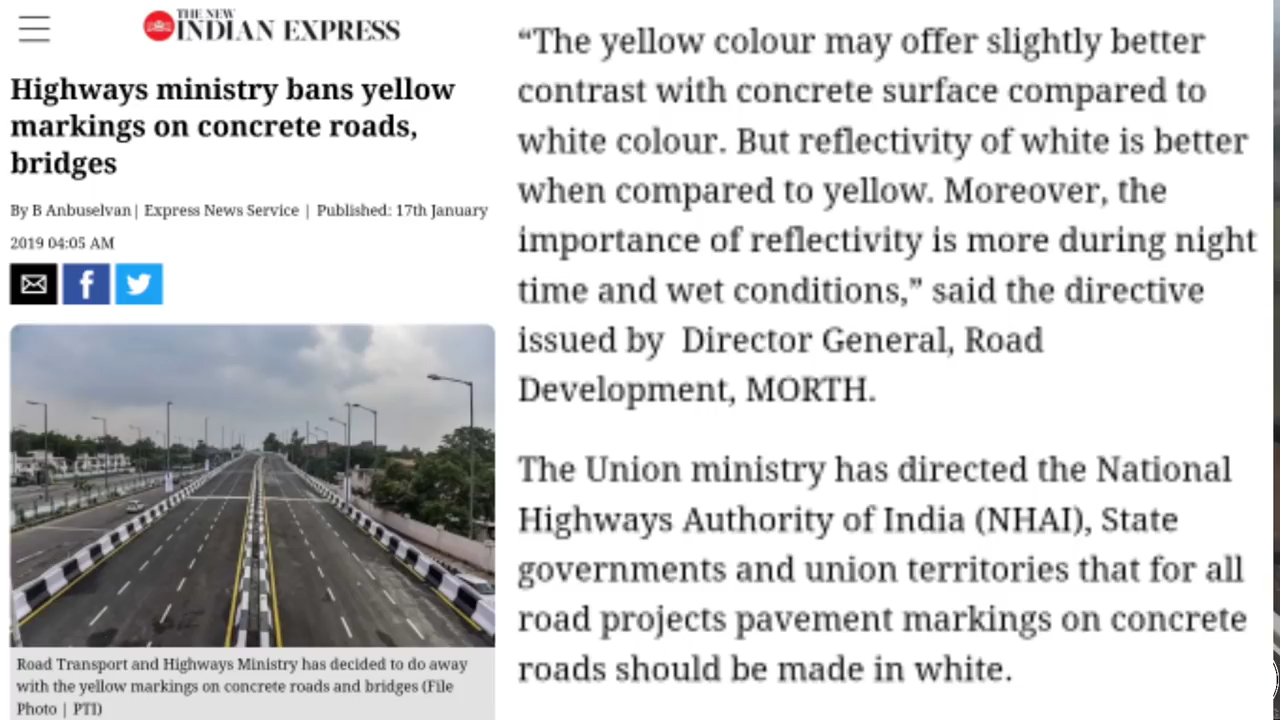 THE NEW
INDIAN EXPRESS
Highways ministry bans yellow
markings on concrete roads,
bridges
By B Anbuselvan| Express News Service | Published: 17th January
2019 04:05 AM
Road Transport and Highways Ministry has decided to do away
with the yellow markings on concrete roads and bridges (File
Photo | PTI)
“The yellow colour may offer slightly better
contrast with concrete surface compared to
white colour. But reflectivity of white is better
when compared to yellow. Moreover, the
importance of reflectivity is more during night
time and wet conditions,” said the directive
issued by  Director General, Road
Development, MORTH.
The Union ministry has directed the National
Highways Authority of India (NHAI), State
governments and union territories that for all
road projects pavement markings on concrete
roads should be made in white.